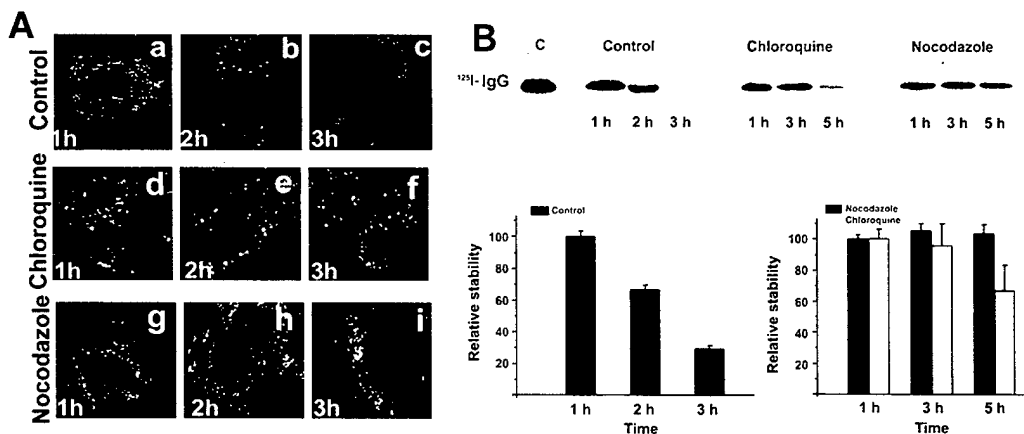 A
Control
a
1h
b
2h
c
3h
Chloroquine
d
1h
e
2h
f
3h
Nocodazole
g
1h
h
2h
i
3h
B
C Control Chloroquine Nocodazole
¹²⁵I-IgG
1 h 2 h 3 h 1 h 3 h 5 h 1 h 3 h 5 h
Control
Relative stability
100
80
60
40
20
1 h 2 h 3 h
Time
Nocodazole
Chloroquine
Relative stability
100
80
60
40
20
1 h 3 h 5 h
Time